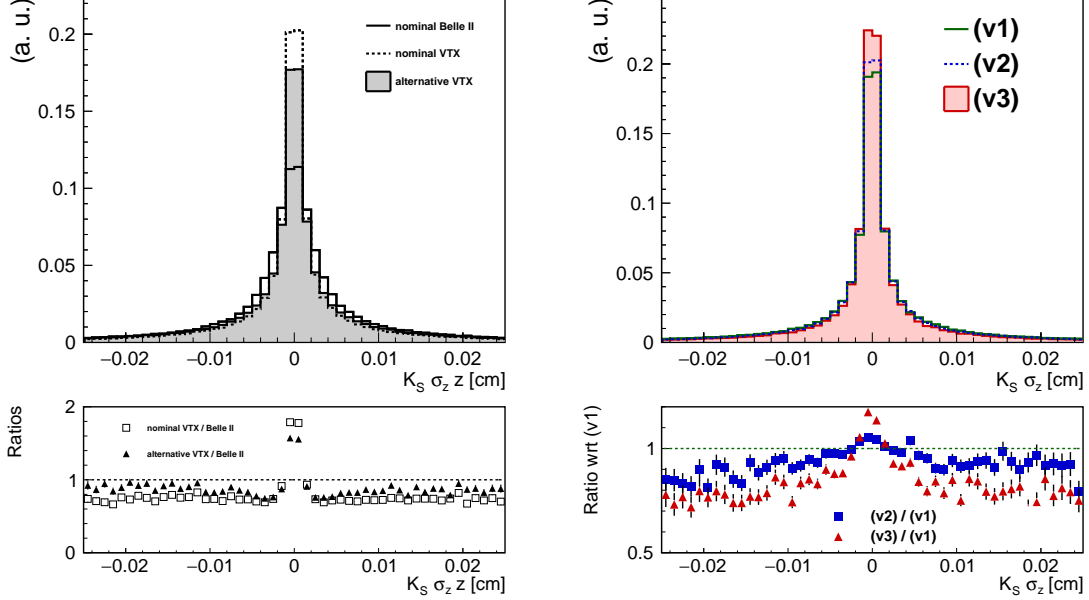 (a. u.)
0.2
0.15
0.1
0.05
0
nominal Belle II
nominal VTX
alternative VTX
−0.02
−0.01
0
0.01
0.02
K_S σ_z z [cm]
Ratios
2
1
0
nominal VTX / Belle II
alternative VTX / Belle II
−0.02
−0.01
0
0.01
0.02
K_S σ_z z [cm]
(a. u.)
0.2
0.15
0.1
0.05
0
(v1)
(v2)
(v3)
−0.02
−0.01
0
0.01
0.02
K_S σ_z z [cm]
Ratio wrt (v1)
1
0.5
(v2) / (v1)
(v3) / (v1)
−0.02
−0.01
0
0.01
0.02
K_S σ_z z [cm]